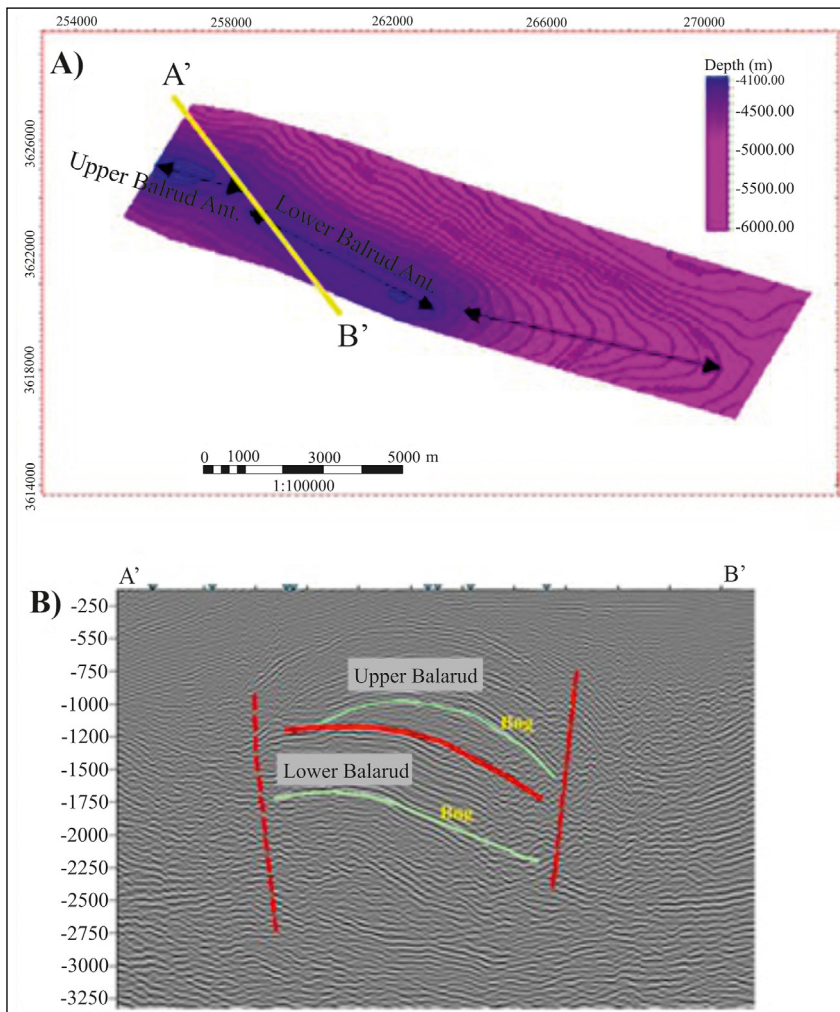 254000 258000 262000 266000 270000
A)
A’
Depth (m)
-4100.00
-4500.00
-5000.00
-5500.00
-6000.00
3626000
3622000
3618000
3614000
Upper Balrud Ant.
Lower Balrud Ant.
B’
0 1000 3000 5000 m
1:100000
A’ B’
B)
-250
-550
-750
-1000
-1200
-1500
-1750
-2000
-2250
-2500
-2750
-3000
-3250
Upper Balarud
Bng
Lower Balarud
Bng